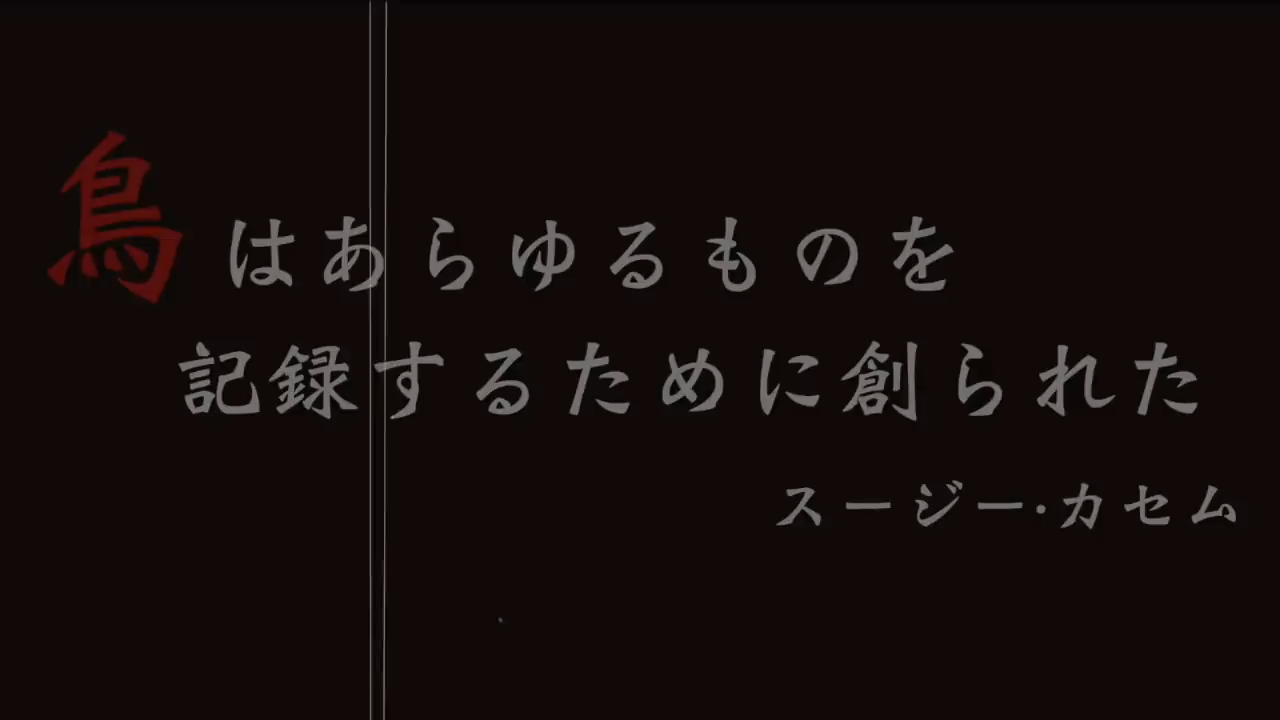 鳥はあらゆるものを
記録するために創られた
スージー・カセム